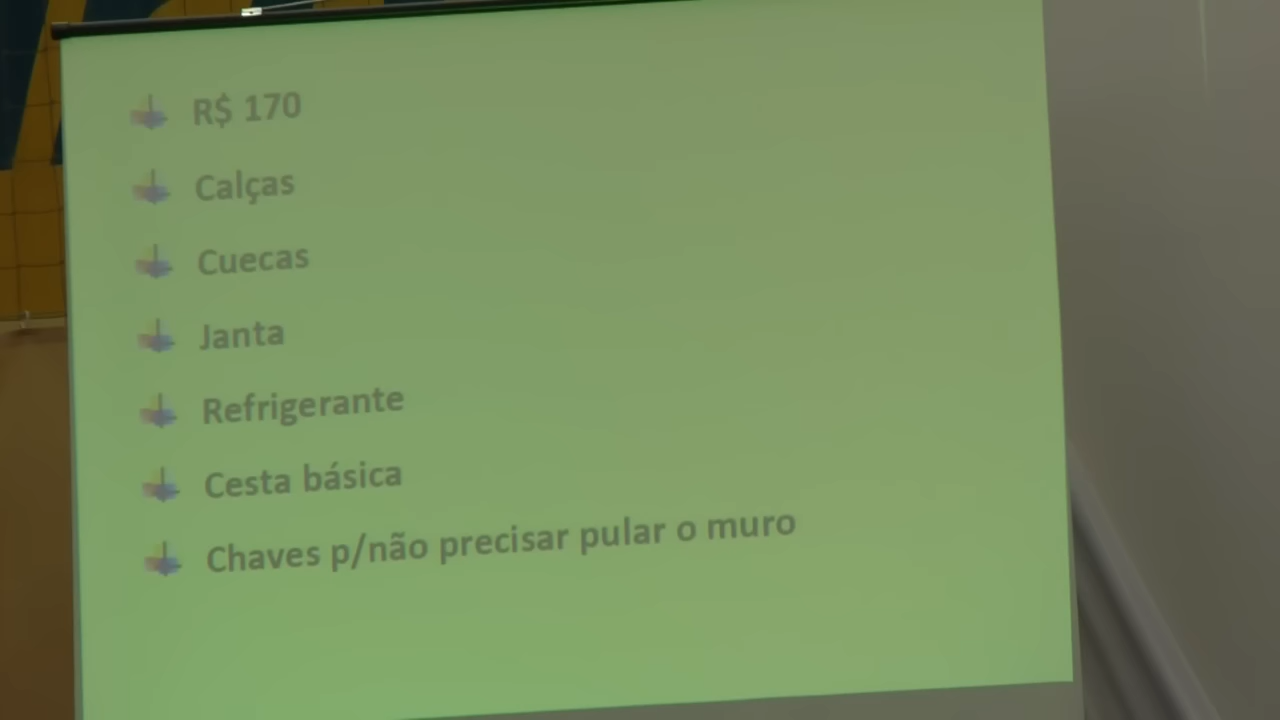 R$ 170
Calças
Cuecas
Janta
Refrigerante
Cesta básica
Chaves p/não precisar pular o muro